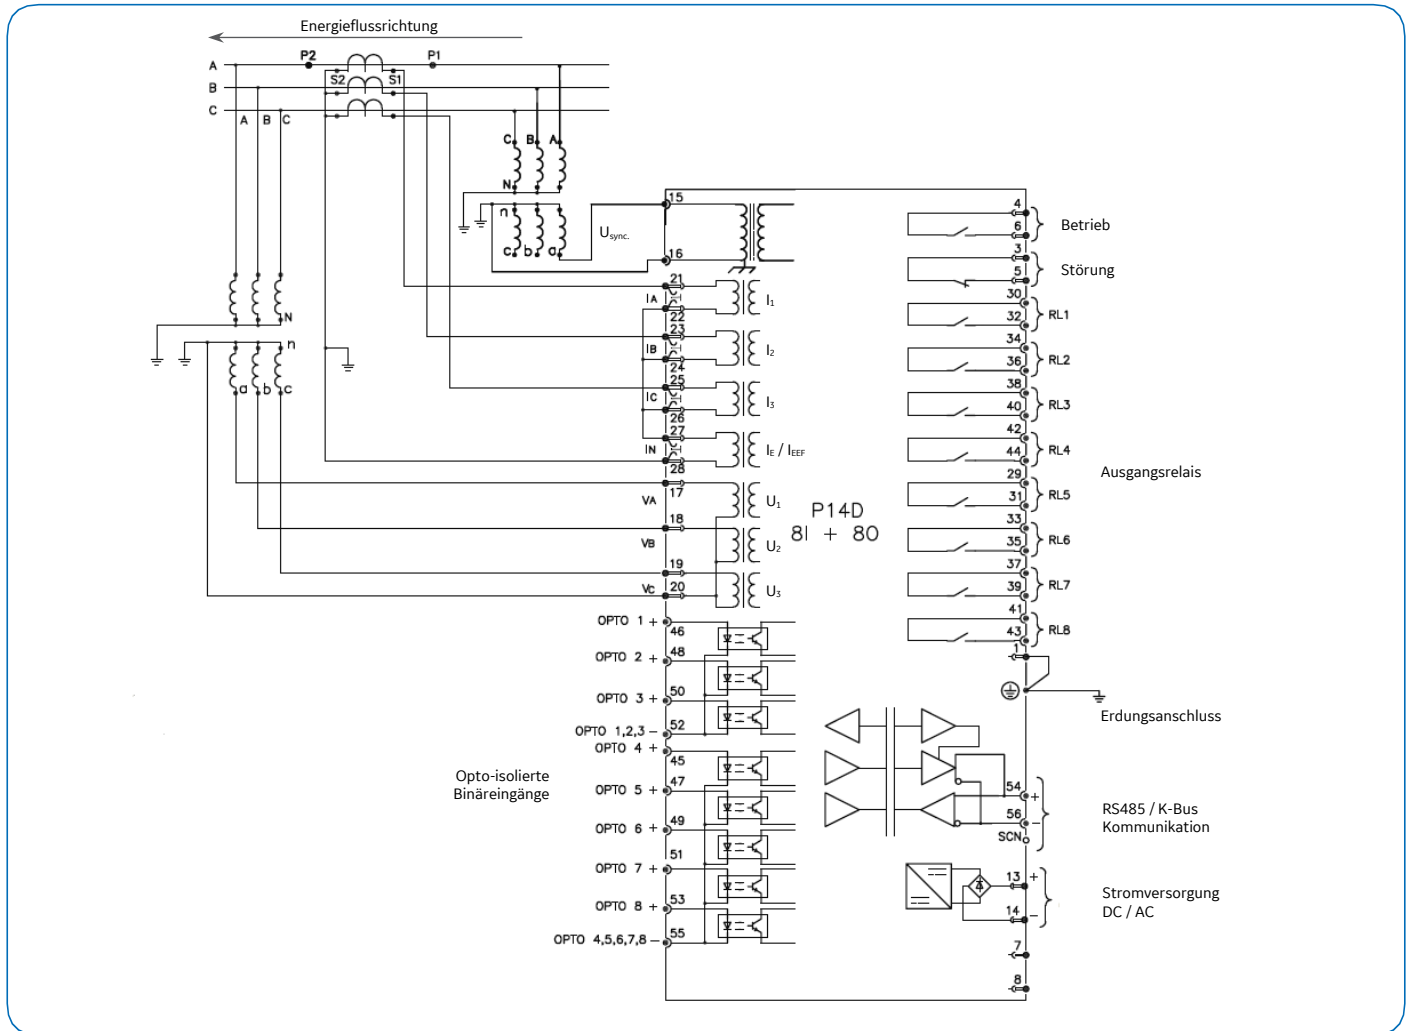 Energieflussrichtung
P2
P1
A
B
C
S2
S1
A
B
C
C
B
A
N
n
c
b
a
Usync.
N
n
a
b
c
15
16
21
IA
I1
22
23
IB
I2
24
25
IC
I3
26
27
IN
IE / IEEF
28
17
VA
U1
18
VB
U2
19
VC
20
U3
P14D
8I + 8O
OPTO 1 +
46
OPTO 2 +
48
OPTO 3 +
50
OPTO 1,2,3 −
52
OPTO 4 +
45
OPTO 5 +
47
OPTO 6 +
49
OPTO 7 +
51
OPTO 8 +
53
OPTO 4,5,6,7,8 −
55
Opto-isolierte
Binäreingänge
4
6
Betrieb
3
5
Störung
30
32
RL1
34
36
RL2
38
40
RL3
42
44
RL4
29
31
RL5
33
35
RL6
37
39
RL7
41
43
RL8
Ausgangsrelais
1
Erdungsanschluss
54 +
56 −
SCN
RS485 / K-Bus
Kommunikation
13 +
14 −
Stromversorgung
DC / AC
7
8